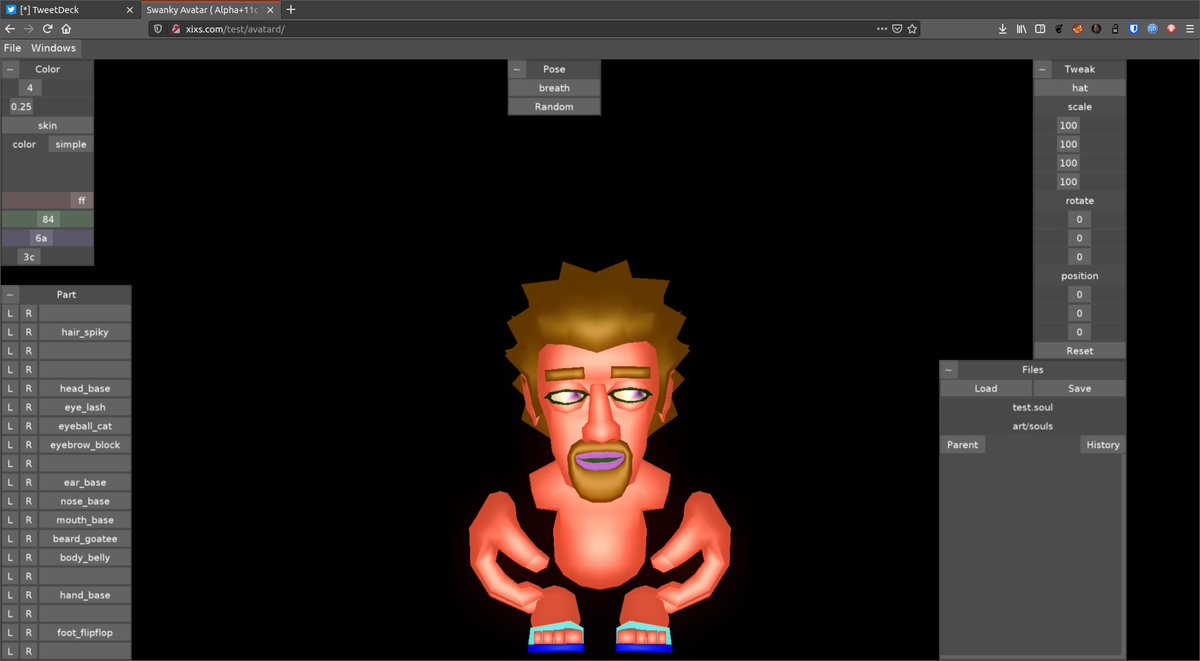 [*] TweetDeck
Swanky Avatar ( Alpha+11c
xixs.com/test/avatard/
File Windows
~ Color
4
0.25
skin
color simple
ff
84
6a
3c
~ Pose
breath
Random
~ Tweak
hat
scale
100
100
100
100
rotate
0
0
0
position
0
0
0
Reset
~ Part
L R
L R hair_spiky
L R
L R
L R head_base
L R eye_lash
L R eyeball_cat
L R eyebrow_block
L R
L R ear_base
L R nose_base
L R mouth_base
L R beard_goatee
L R body_belly
L R
L R hand_base
L R
L R foot_flipflop
L R
~ Files
Load Save
test.soul
art/souls
Parent History